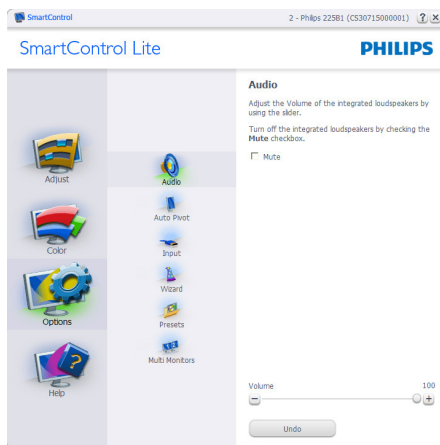 SmartControl
2 - Philips 225B1 (CS30715000001)
? x
SmartControl Lite
PHILIPS
Adjust
Color
Options
Help
Audio
Auto Pivot
Input
Wizard
Presets
Multi Monitors
Audio
Adjust the Volume of the integrated loudspeakers by
using the slider.
Turn off the integrated loudspeakers by checking the
Mute checkbox.
Mute
Volume 100
Undo